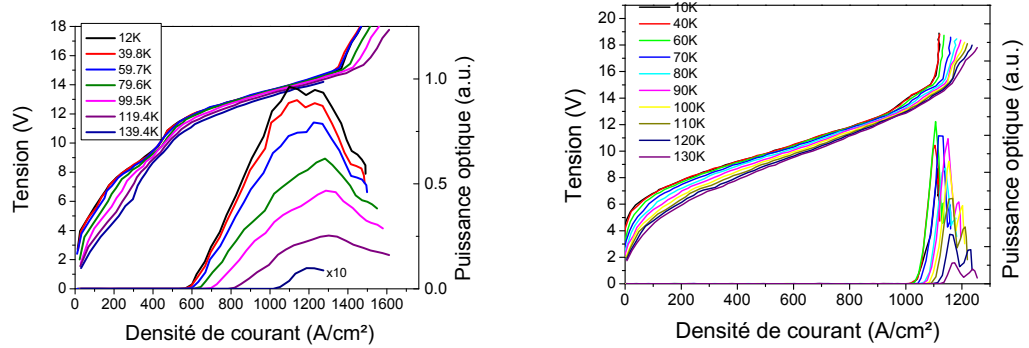 18
16
14
12
10
8
6
4
2
0
Tension (V)
12K
39.8K
59.7K
79.6K
99.5K
119.4K
139.4K
x10
1.0
0.5
0.0
Puissance optique (a.u.)
0 200 400 600 800 1000 1200 1400 1600
Densité de courant (A/cm²)
20
18
16
14
12
10
8
6
4
2
0
Tension (V)
10K
40K
60K
70K
80K
90K
100K
110K
120K
130K
Puissance optique (a.u.)
0 200 400 600 800 1000 1200
Densité de courant (A/cm²)